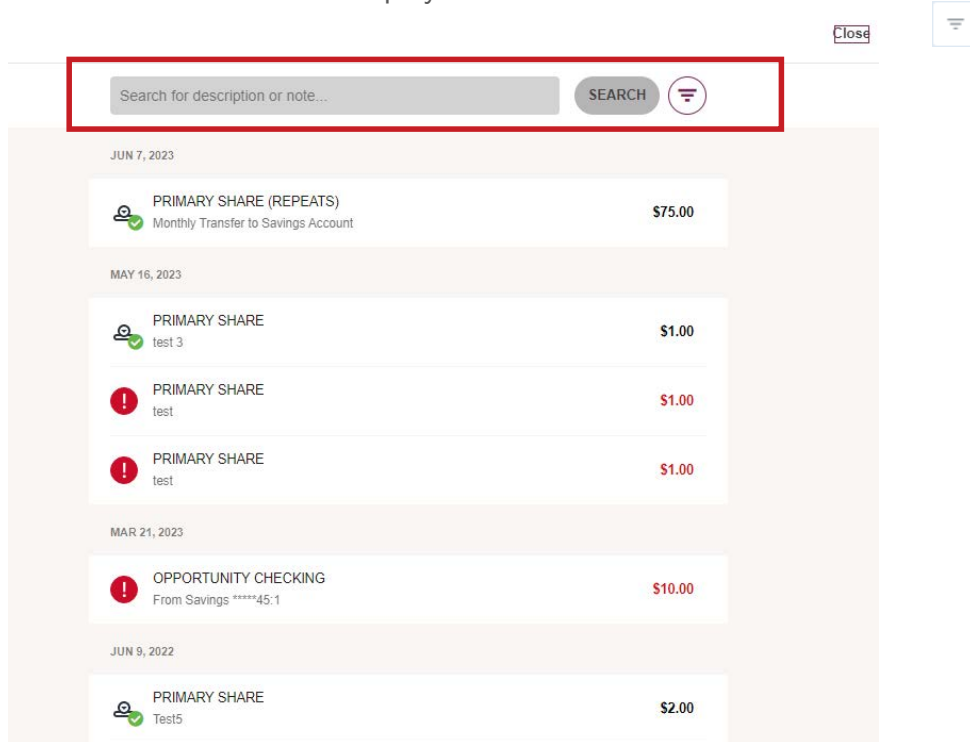 Close
Search for description or note...
SEARCH
JUN 7, 2023
PRIMARY SHARE (REPEATS)
$75.00
Monthly Transfer to Savings Account
MAY 16, 2023
PRIMARY SHARE
$1.00
test 3
PRIMARY SHARE
$1.00
test
PRIMARY SHARE
$1.00
test
MAR 21, 2023
OPPORTUNITY CHECKING
$10.00
From Savings *****45:1
JUN 9, 2022
PRIMARY SHARE
$2.00
Test5